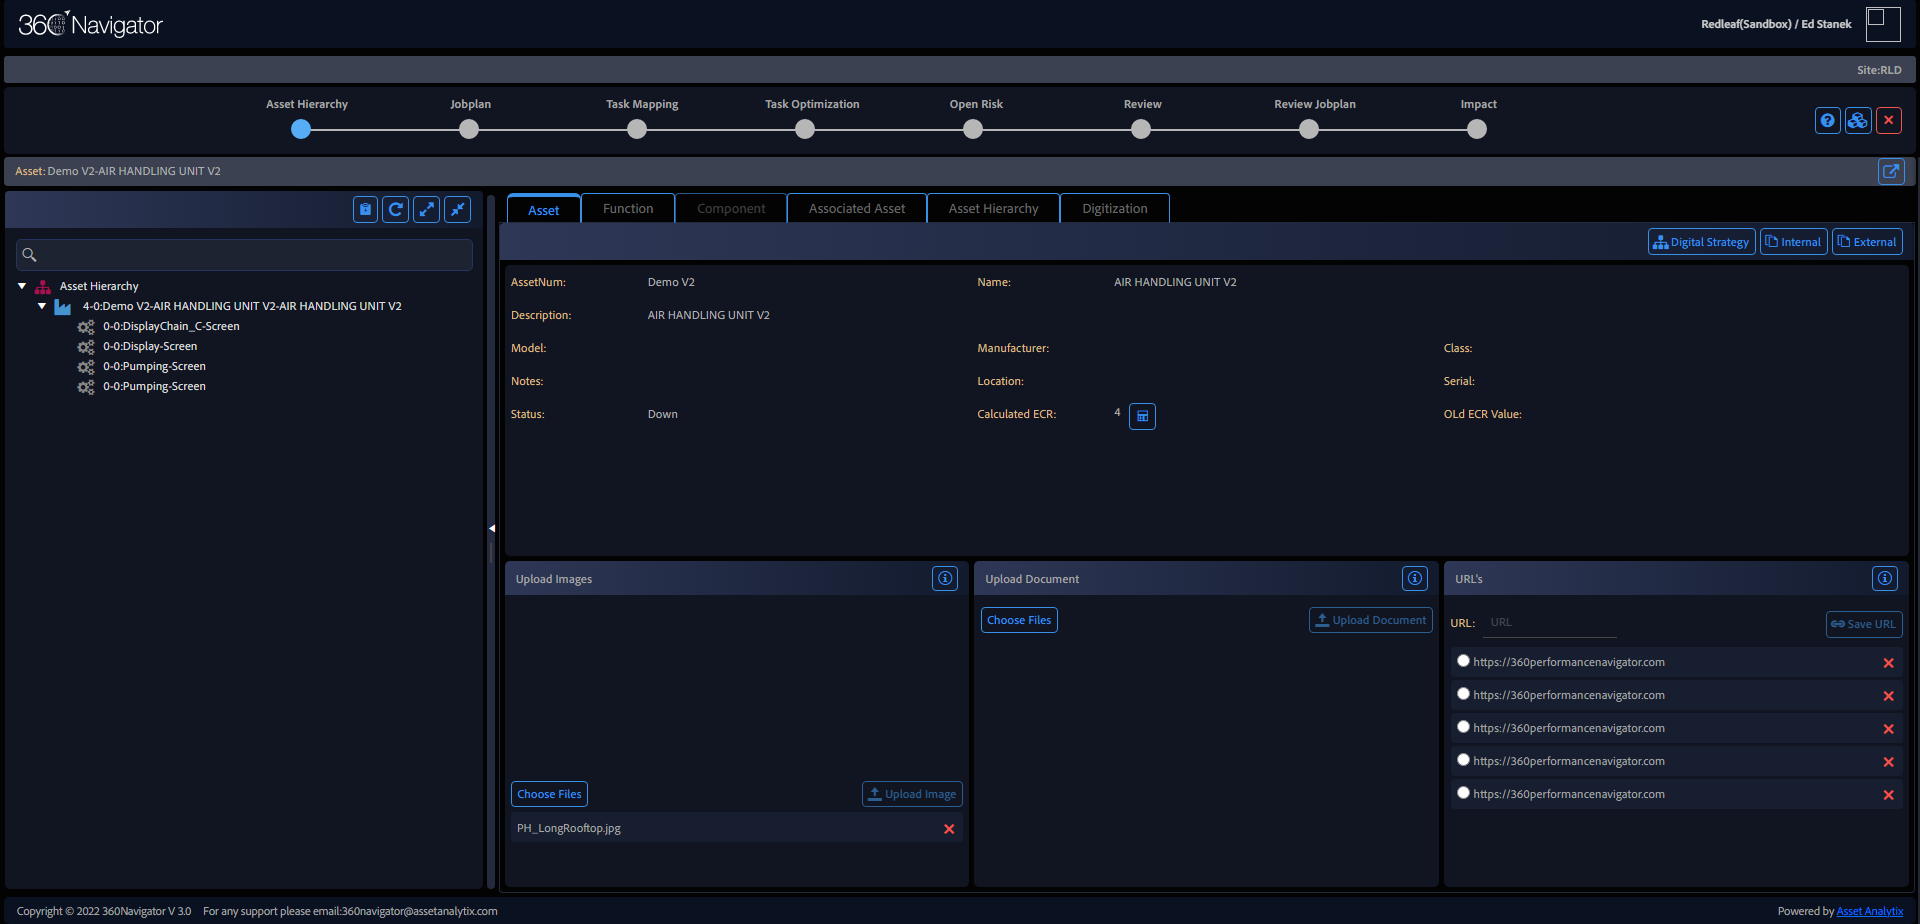 360 Navigator
Redleaf(Sandbox) / Ed Stanek
Site:RLD
Asset Hierarchy
Jobplan
Task Mapping
Task Optimization
Open Risk
Review
Review Jobplan
Impact
Asset: Demo V2-AIR HANDLING UNIT V2
Asset Hierarchy
4-0:Demo V2-AIR HANDLING UNIT V2-AIR HANDLING UNIT V2
0-0:DisplayChain_C-Screen
0-0:Display-Screen
0-0:Pumping-Screen
0-0:Pumping-Screen
Asset
Function
Component
Associated Asset
Asset Hierarchy
Digitization
Digital Strategy
Internal
External
AssetNum: Demo V2 Name: AIR HANDLING UNIT V2
Description: AIR HANDLING UNIT V2
Model: Manufacturer: Class:
Notes: Location: Serial:
Status: Down Calculated ECR: 4 OLd ECR Value:
Upload Images
Choose Files
Upload Image
PH_LongRooftop.jpg
Upload Document
Choose Files
Upload Document
URL's
URL: URL
Save URL
https://360performancenavigator.com
https://360performancenavigator.com
https://360performancenavigator.com
https://360performancenavigator.com
https://360performancenavigator.com
Copyright © 2022 360Navigator V 3.0 For any support please email:360navigator@assetanalytix.com
Powered by Asset Analytix